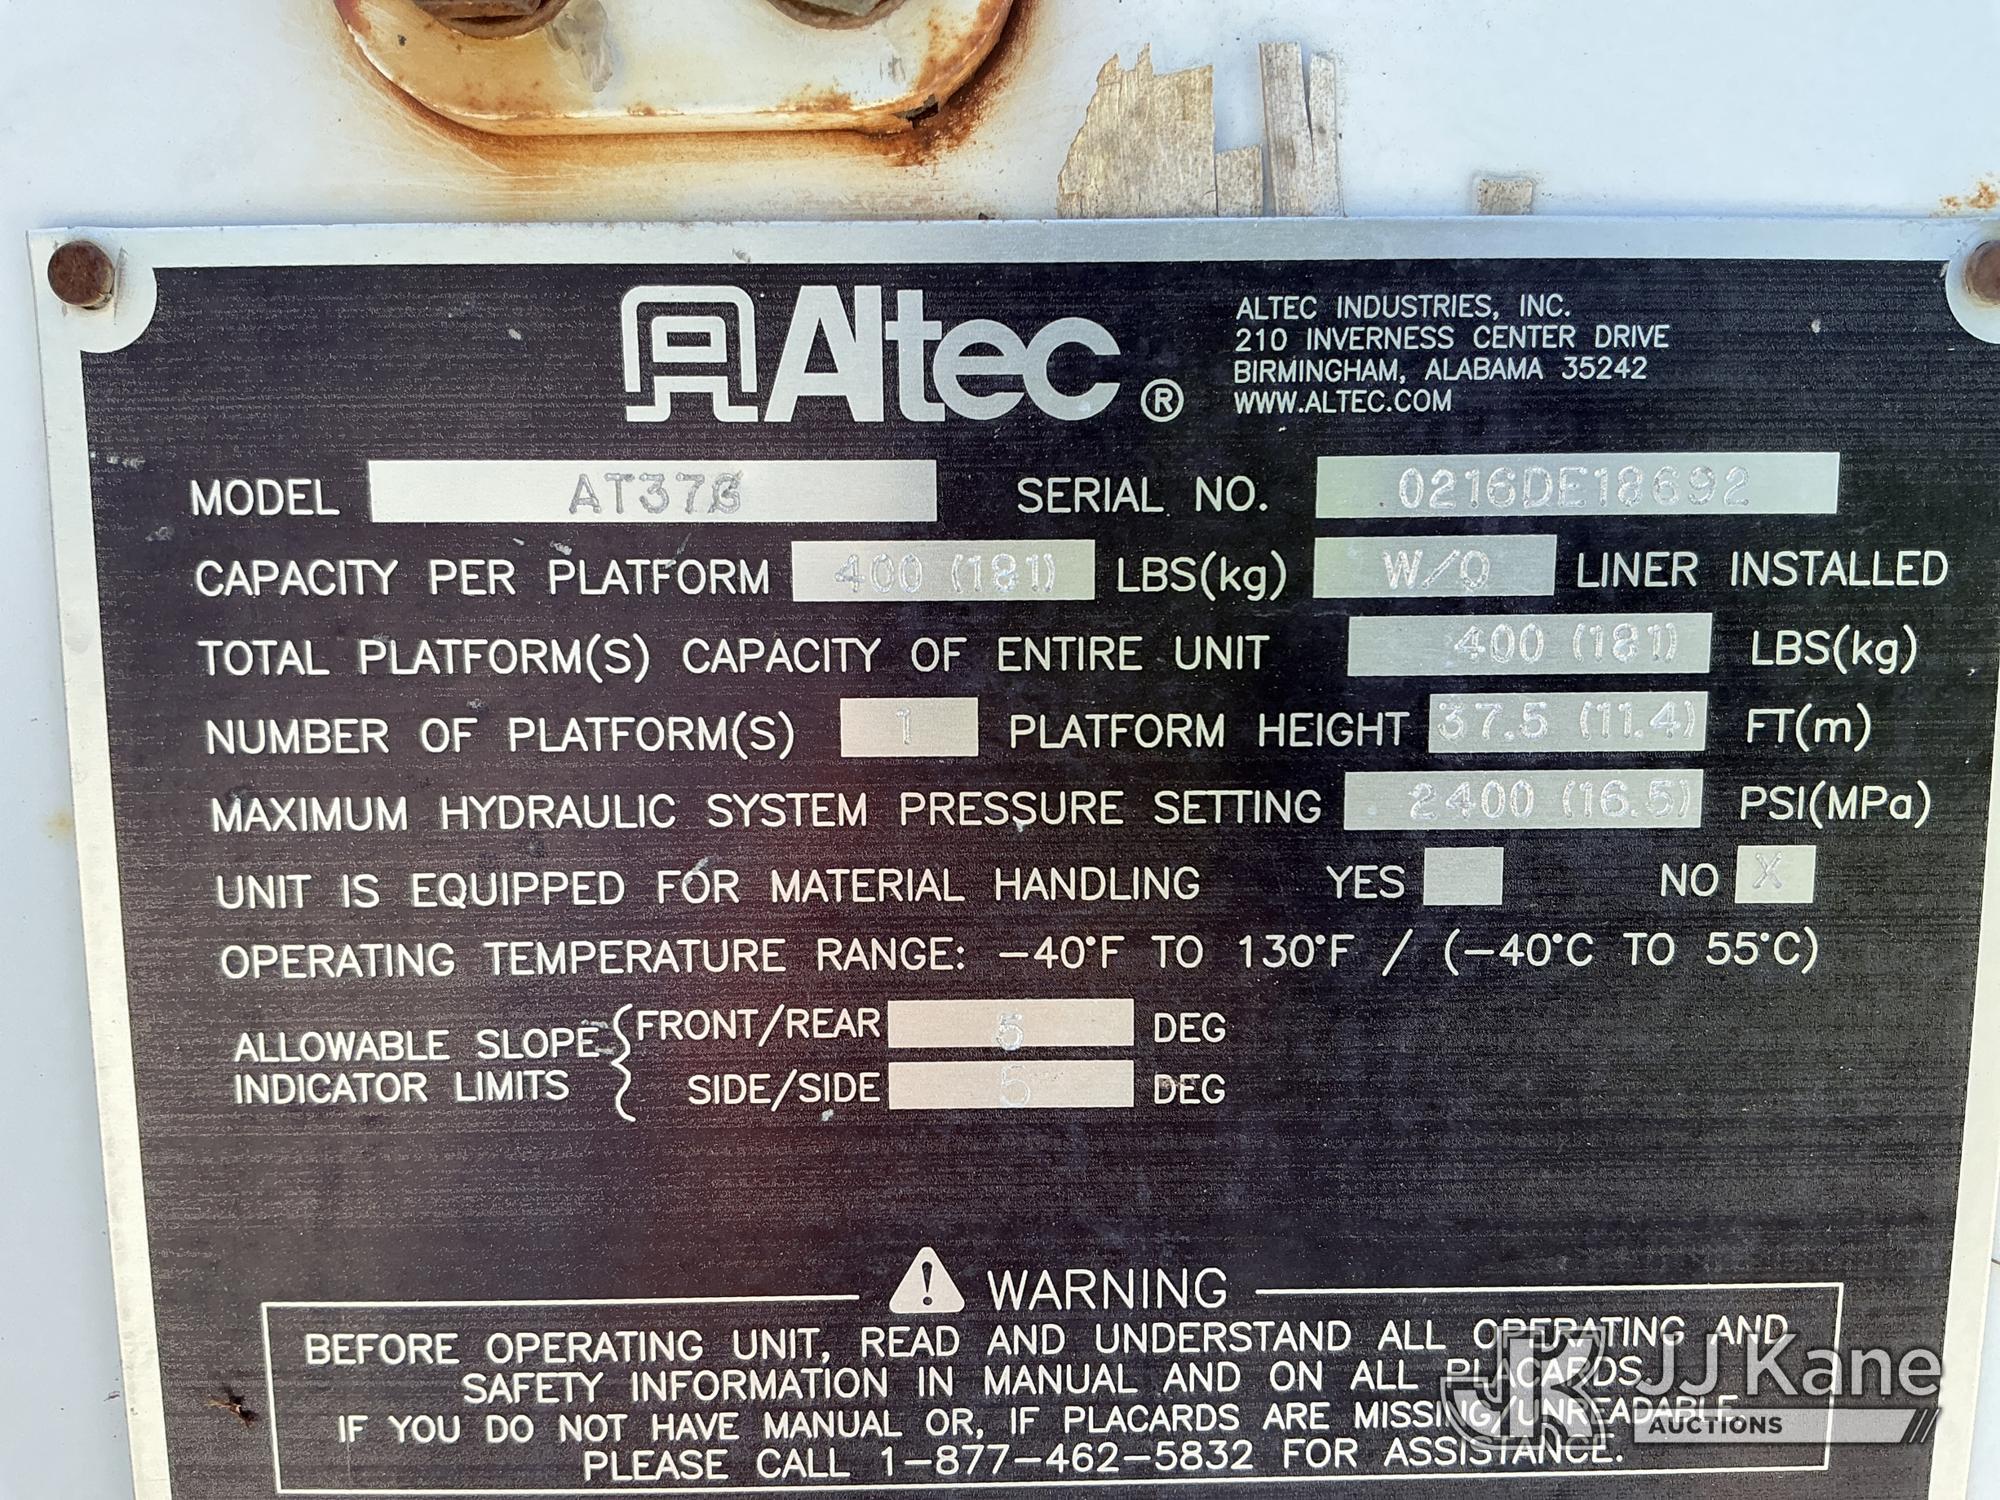 Altec ®
ALTEC INDUSTRIES, INC.
210 INVERNESS CENTER DRIVE
BIRMINGHAM, ALABAMA 35242
WWW.ALTEC.COM
MODEL AT37G SERIAL NO. 0216DE18692
CAPACITY PER PLATFORM 400 (181) LBS(kg) W/O LINER INSTALLED
TOTAL PLATFORM(S) CAPACITY OF ENTIRE UNIT 400 (181) LBS(kg)
NUMBER OF PLATFORM(S) 1 PLATFORM HEIGHT 37.5 (11.4) FT(m)
MAXIMUM HYDRAULIC SYSTEM PRESSURE SETTING 2400 (16.5) PSI(MPa)
UNIT IS EQUIPPED FOR MATERIAL HANDLING YES NO X
OPERATING TEMPERATURE RANGE: -40°F TO 130°F / (-40°C TO 55°C)
ALLOWABLE SLOPE INDICATOR LIMITS
FRONT/REAR 5 DEG
SIDE/SIDE 5 DEG
WARNING
BEFORE OPERATING UNIT, READ AND UNDERSTAND ALL OPERATING AND
SAFETY INFORMATION IN MANUAL AND ON ALL PLACARDS.
IF YOU DO NOT HAVE MANUAL OR, IF PLACARDS ARE MISSING/UNREADABLE
PLEASE CALL 1-877-462-5832 FOR ASSISTANCE.
JJ Kane
AUCTIONS